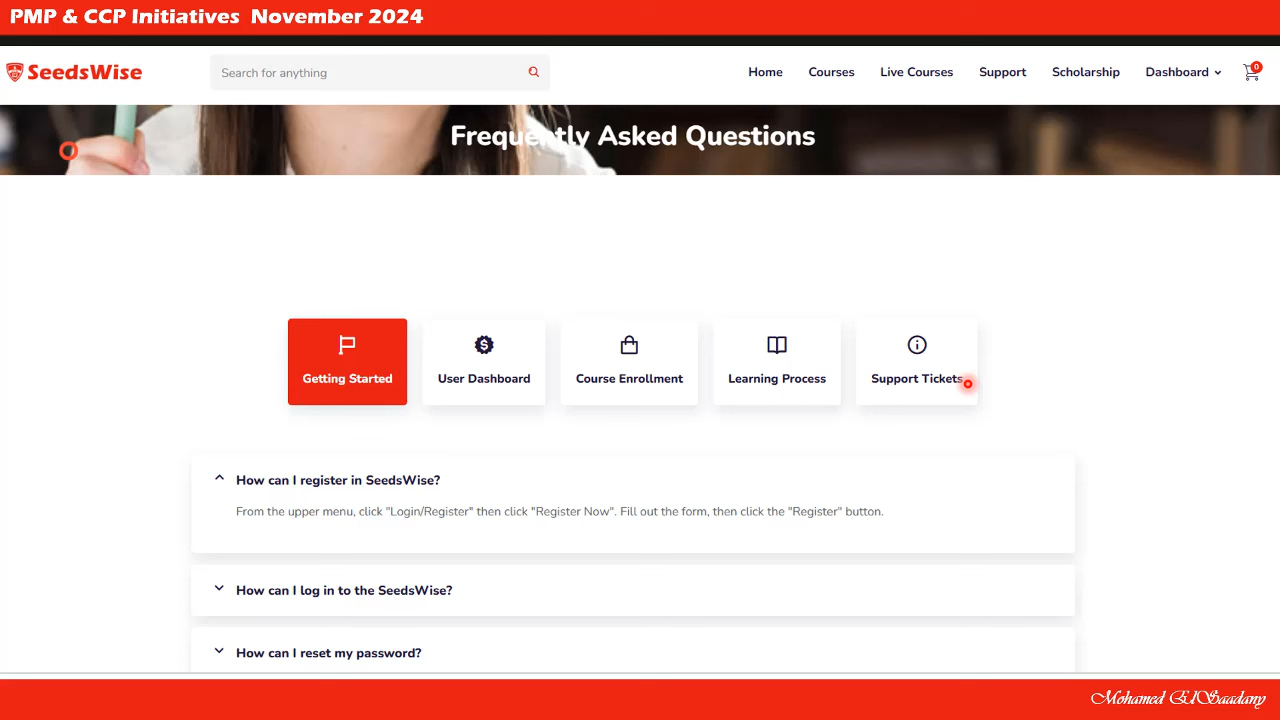 PMP & CCP Initiatives November 2024
SeedsWise
Search for anything
Home
Courses
Live Courses
Support
Scholarship
Dashboard
0
Frequently Asked Questions
Getting Started
User Dashboard
Course Enrollment
Learning Process
Support Tickets
How can I register in SeedsWise?
From the upper menu, click "Login/Register" then click "Register Now". Fill out the form, then click the "Register" button.
How can I log in to the SeedsWise?
How can I reset my password?
Mohamed ElSaadany